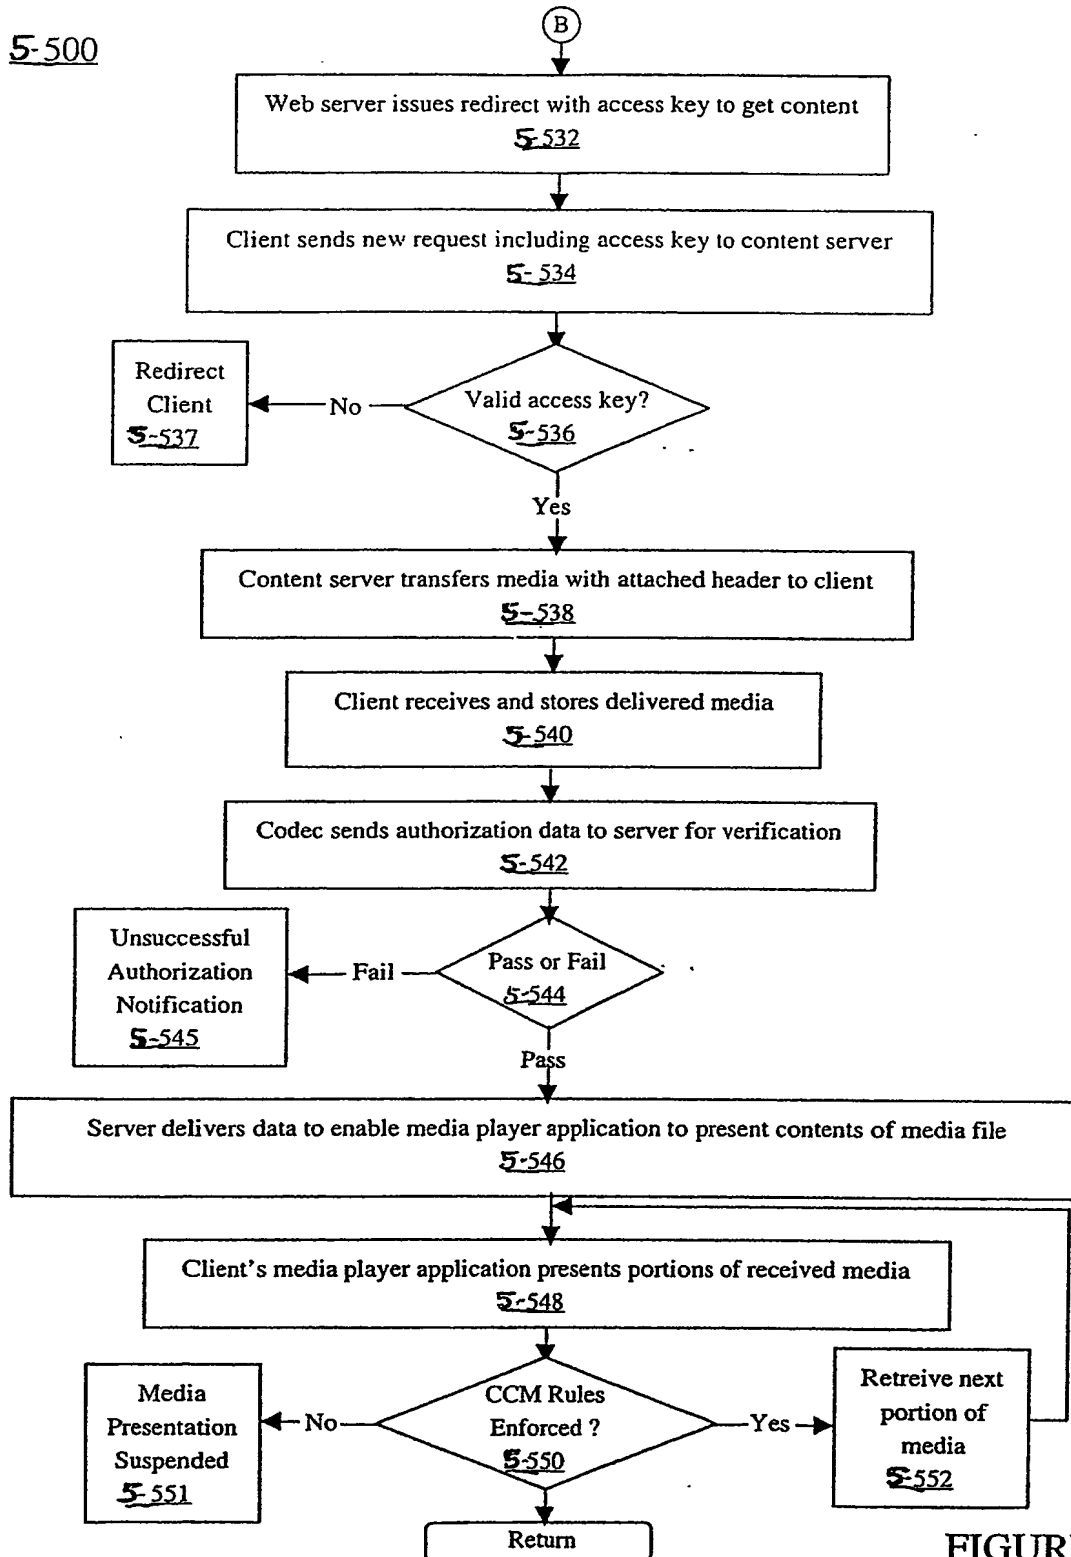 5-500
B
Web server issues redirect with access key to get content
5-532
Client sends new request including access key to content server
5-534
Redirect
Client
5-537
No
Valid access key?
5-536
Yes
Content server transfers media with attached header to client
5-538
Client receives and stores delivered media
5-540
Codec sends authorization data to server for verification
5-542
Unsuccessful
Authorization
Notification
5-545
Fail
Pass or Fail
5-544
Pass
Server delivers data to enable media player application to present contents of media file
5-546
Client's media player application presents portions of received media
5-548
Media
Presentation
Suspended
5-551
No
CCM Rules
Enforced ?
5-550
Yes
Retreive next
portion of
media
5-552
Return